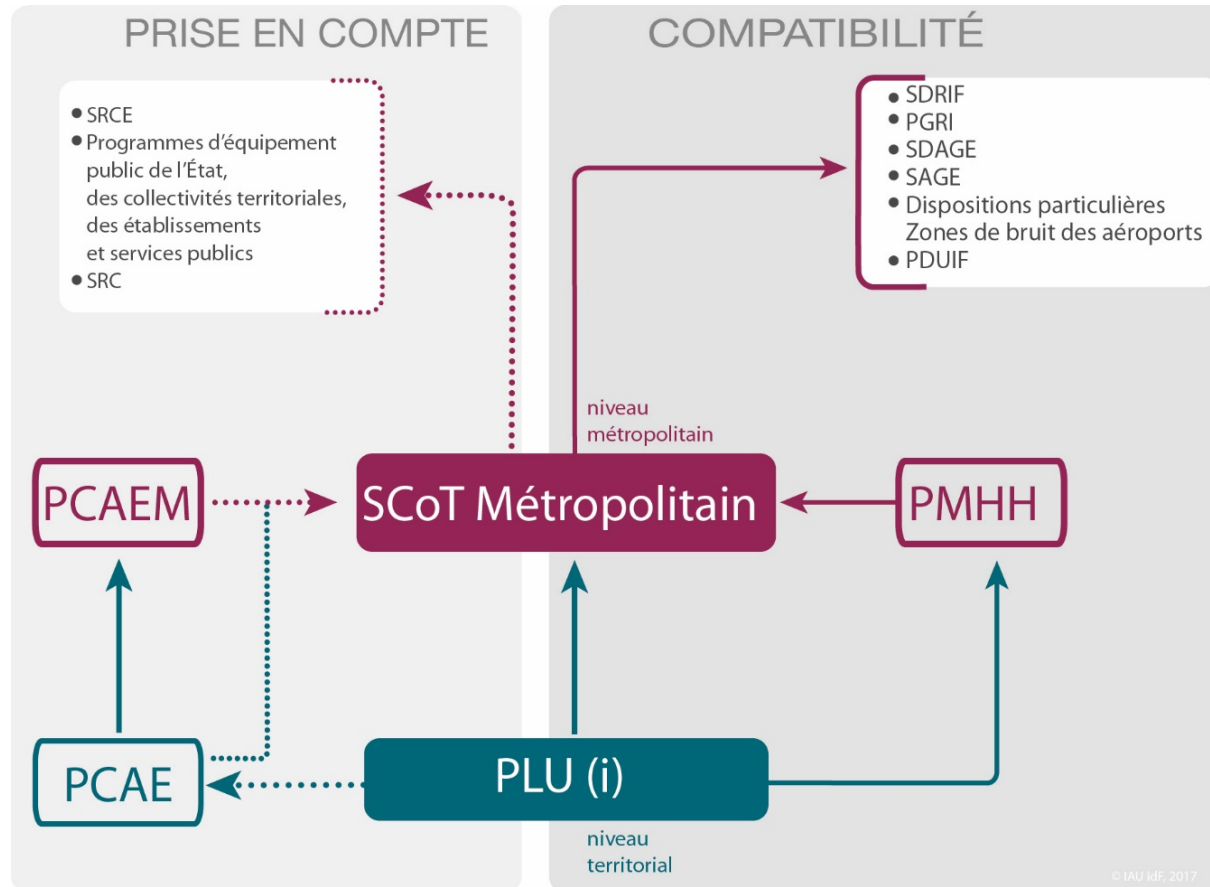 PRISE EN COMPTE
COMPATIBILITÉ
• SRCE
• Programmes d'équipement
public de l'État,
des collectivités territoriales,
des établissements
et services publics
• SRC
• SDRIF
• PGRI
• SDAGE
• SAGE
• Dispositions particulières
Zones de bruit des aéroports
• PDUIF
niveau
métropolitain
PCAEM
SCoT Métropolitain
PMHH
PCAE
PLU (i)
niveau
territorial
© IAU IdF, 2017